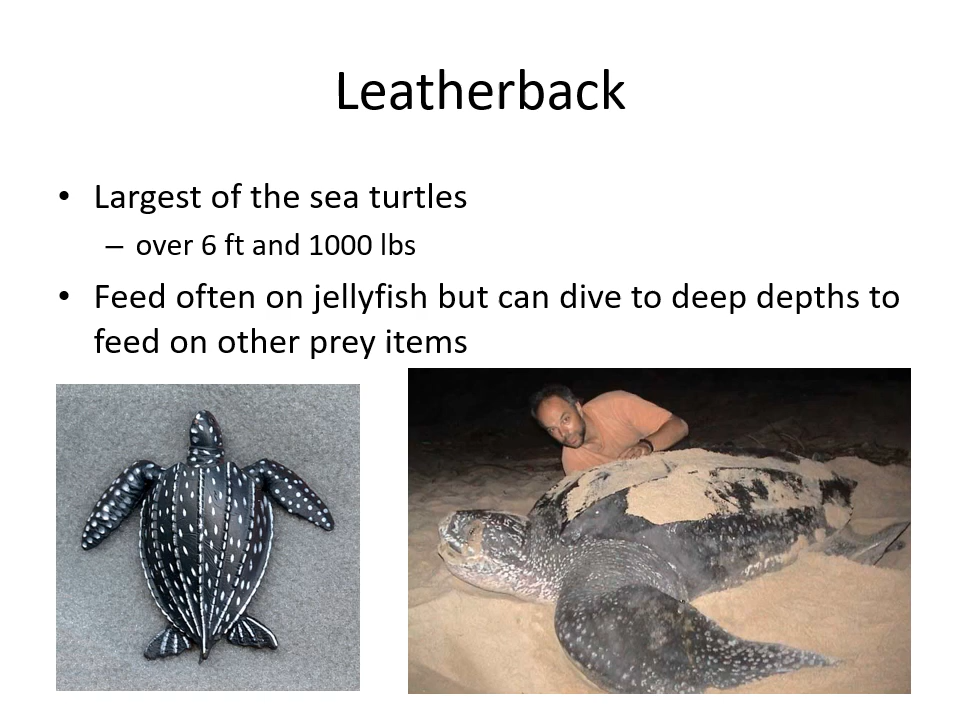 Leatherback
• Largest of the sea turtles
– over 6 ft and 1000 lbs
• Feed often on jellyfish but can dive to deep depths to
feed on other prey items